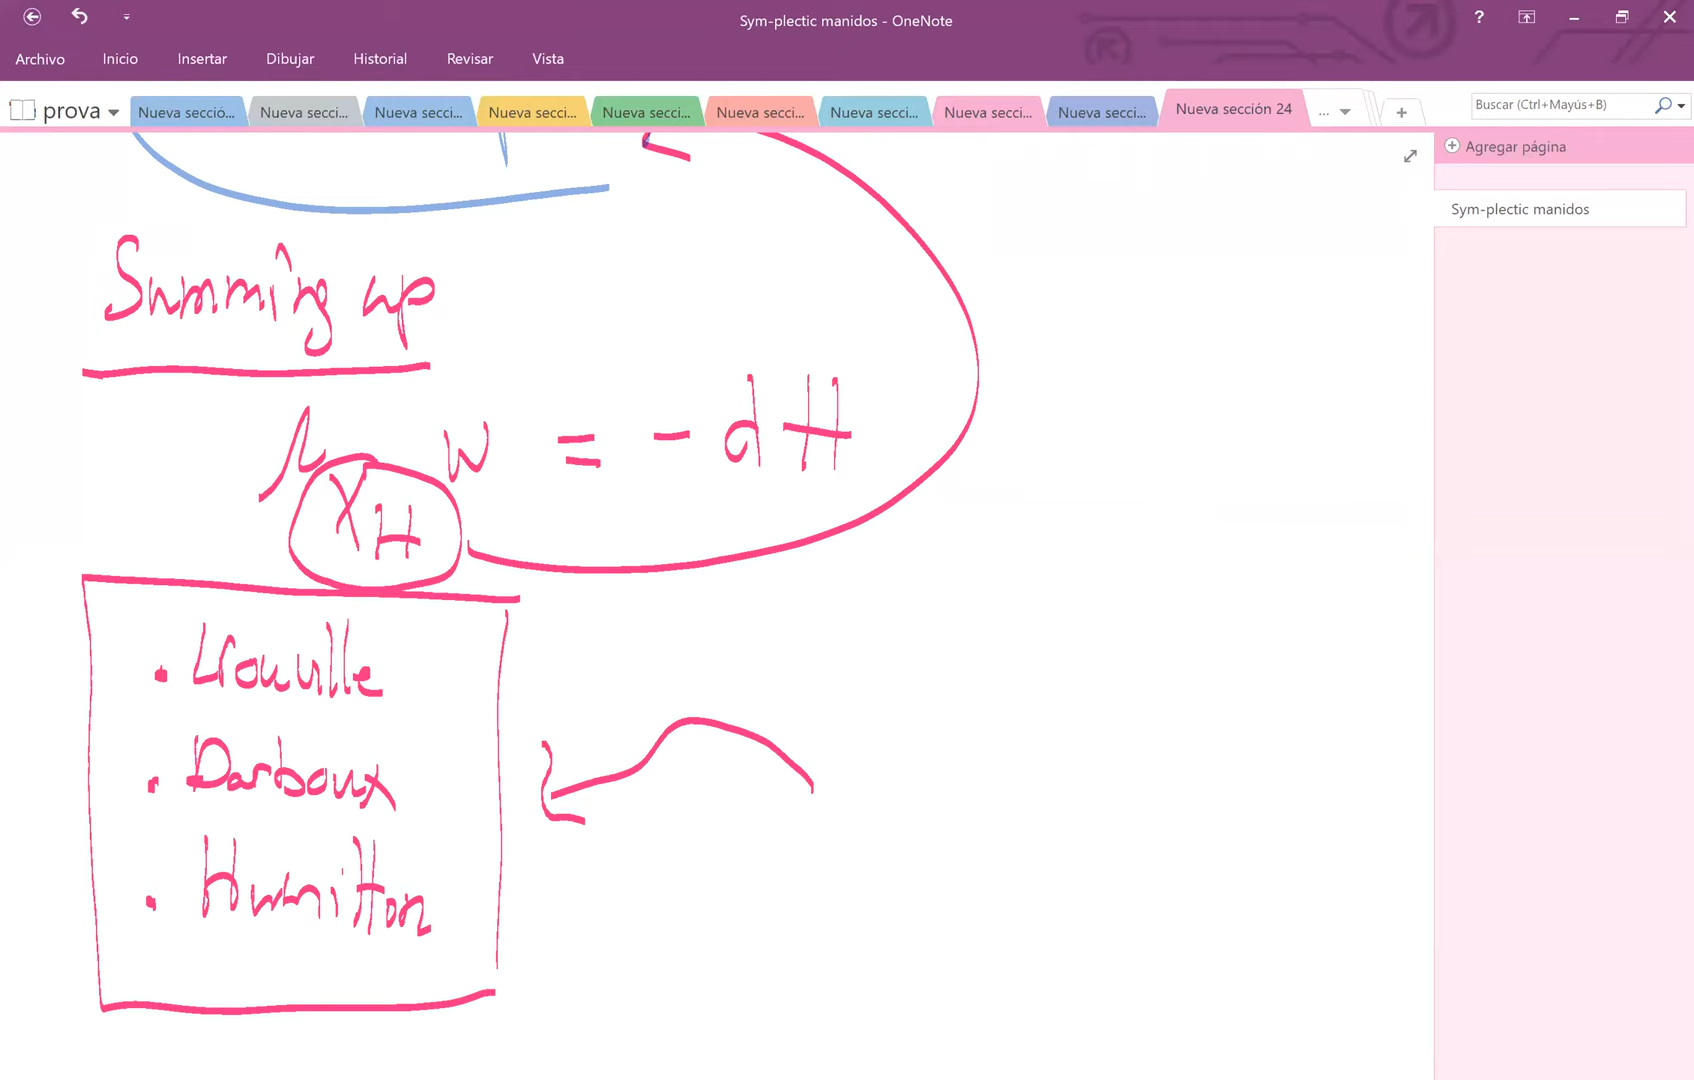 Sym-plectic manidos - OneNote
?
Archivo Inicio Insertar Dibujar Historial Revisar Vista
prova Nueva secció... Nueva secci... Nueva secci... Nueva secci... Nueva secci... Nueva secci... Nueva secci... Nueva secci... Nueva secci... Nueva sección 24 ... +
Buscar (Ctrl+Mayús+B)
Agregar página
Sym-plectic manidos
Summing up
ι_{X_H} ω = - dH
. Liouville
. Darboux
. Hamilton